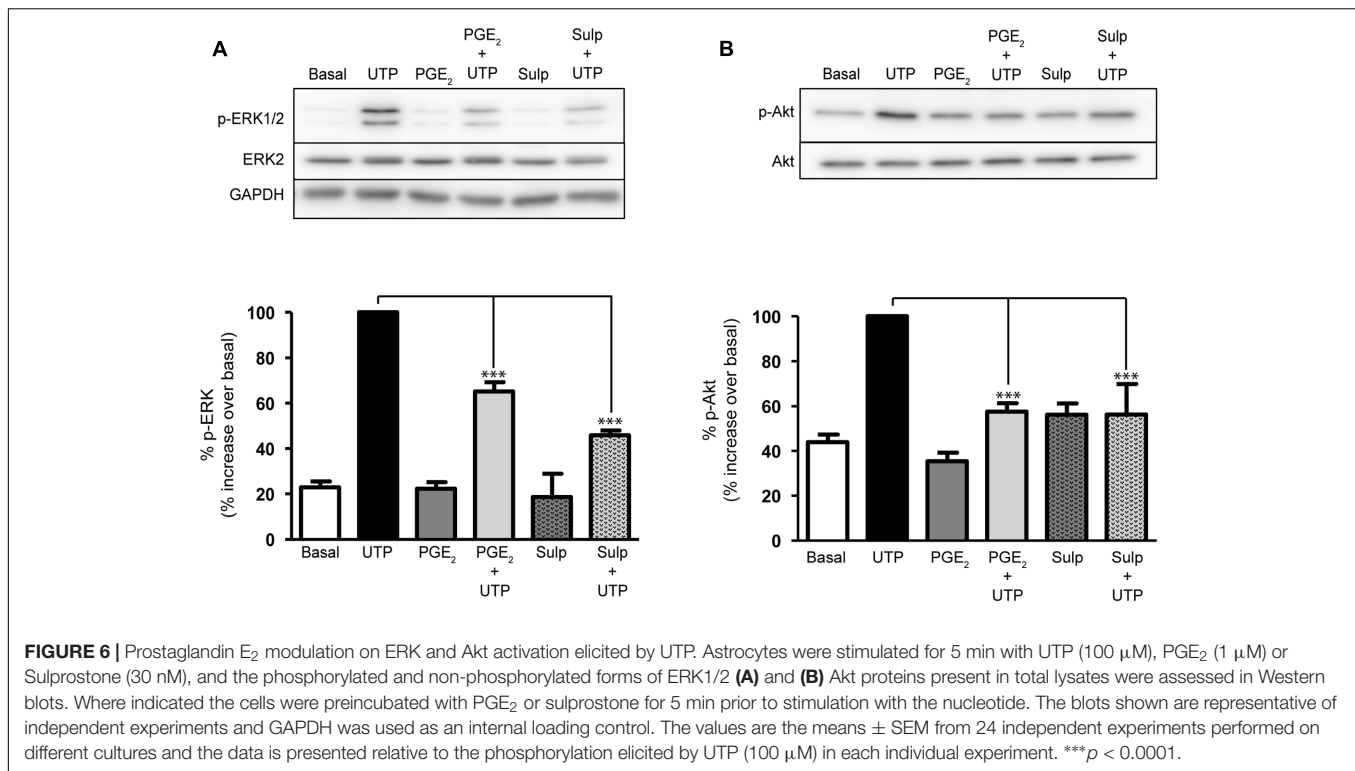 A
Basal UTP PGE₂ PGE₂ + UTP Sulp Sulp + UTP
p-ERK1/2
ERK2
GAPDH
% p-ERK
(% increase over basal)
100
80
60
40
20
0
***
***
Basal UTP PGE₂ PGE₂ + UTP Sulp Sulp + UTP
B
Basal UTP PGE₂ PGE₂ + UTP Sulp Sulp + UTP
p-Akt
Akt
% p-Akt
(% increase over basal)
100
80
60
40
20
0
***
***
Basal UTP PGE₂ PGE₂ + UTP Sulp Sulp + UTP
FIGURE 6 | Prostaglandin E₂ modulation on ERK and Akt activation elicited by UTP. Astrocytes were stimulated for 5 min with UTP (100 μM), PGE₂ (1 μM) or
Sulprostone (30 nM), and the phosphorylated and non-phosphorylated forms of ERK1/2 (A) and (B) Akt proteins present in total lysates were assessed in Western
blots. Where indicated the cells were preincubated with PGE₂ or sulprostone for 5 min prior to stimulation with the nucleotide. The blots shown are representative of
independent experiments and GAPDH was used as an internal loading control. The values are the means ± SEM from 24 independent experiments performed on
different cultures and the data is presented relative to the phosphorylation elicited by UTP (100 μM) in each individual experiment. ***p < 0.0001.